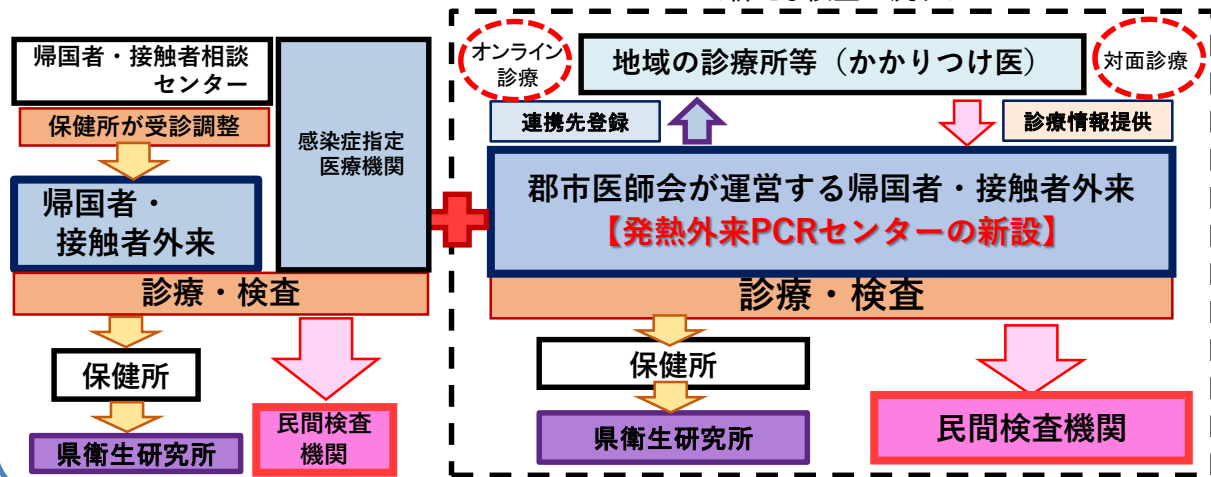 帰国者・接触者相談
センター
保健所が受診調整
帰国者・
接触者外来
感染症指定
医療機関
診療・検査
保健所
県衛生研究所
民間検査
機関
オンライン
診療
地域の診療所等（かかりつけ医）
対面診療
連携先登録
診療情報提供
郡市医師会が運営する帰国者・接触者外来
【発熱外来PCRセンターの新設】
診療・検査
保健所
県衛生研究所
民間検査機関